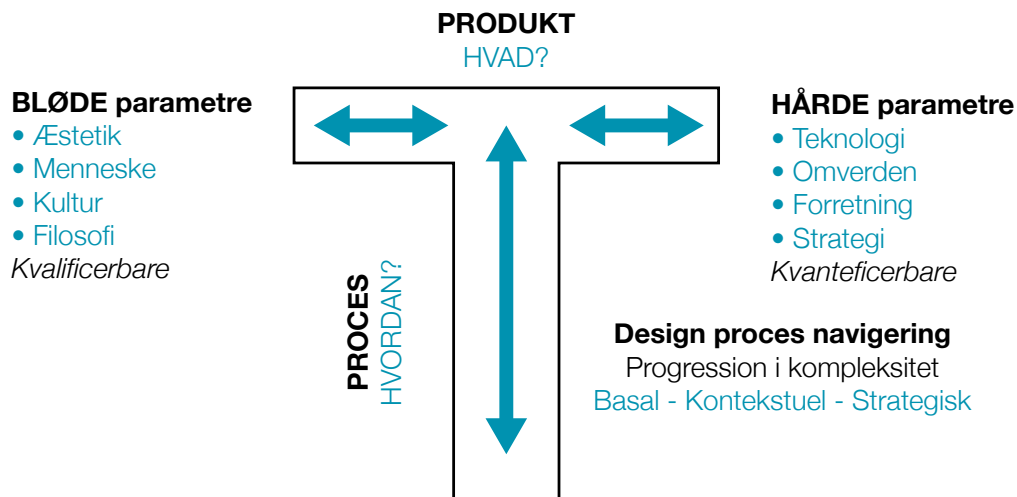 PRODUKT
HVAD?
BLØDE parametre
• Æstetik
• Menneske
• Kultur
• Filosofi
Kvalificerbare
HÅRDE parametre
• Teknologi
• Omverden
• Forretning
• Strategi
Kvanteficerbare
PROCES
HVORDAN?
Design proces navigering
Progression i kompleksitet
Basal - Kontekstuel - Strategisk